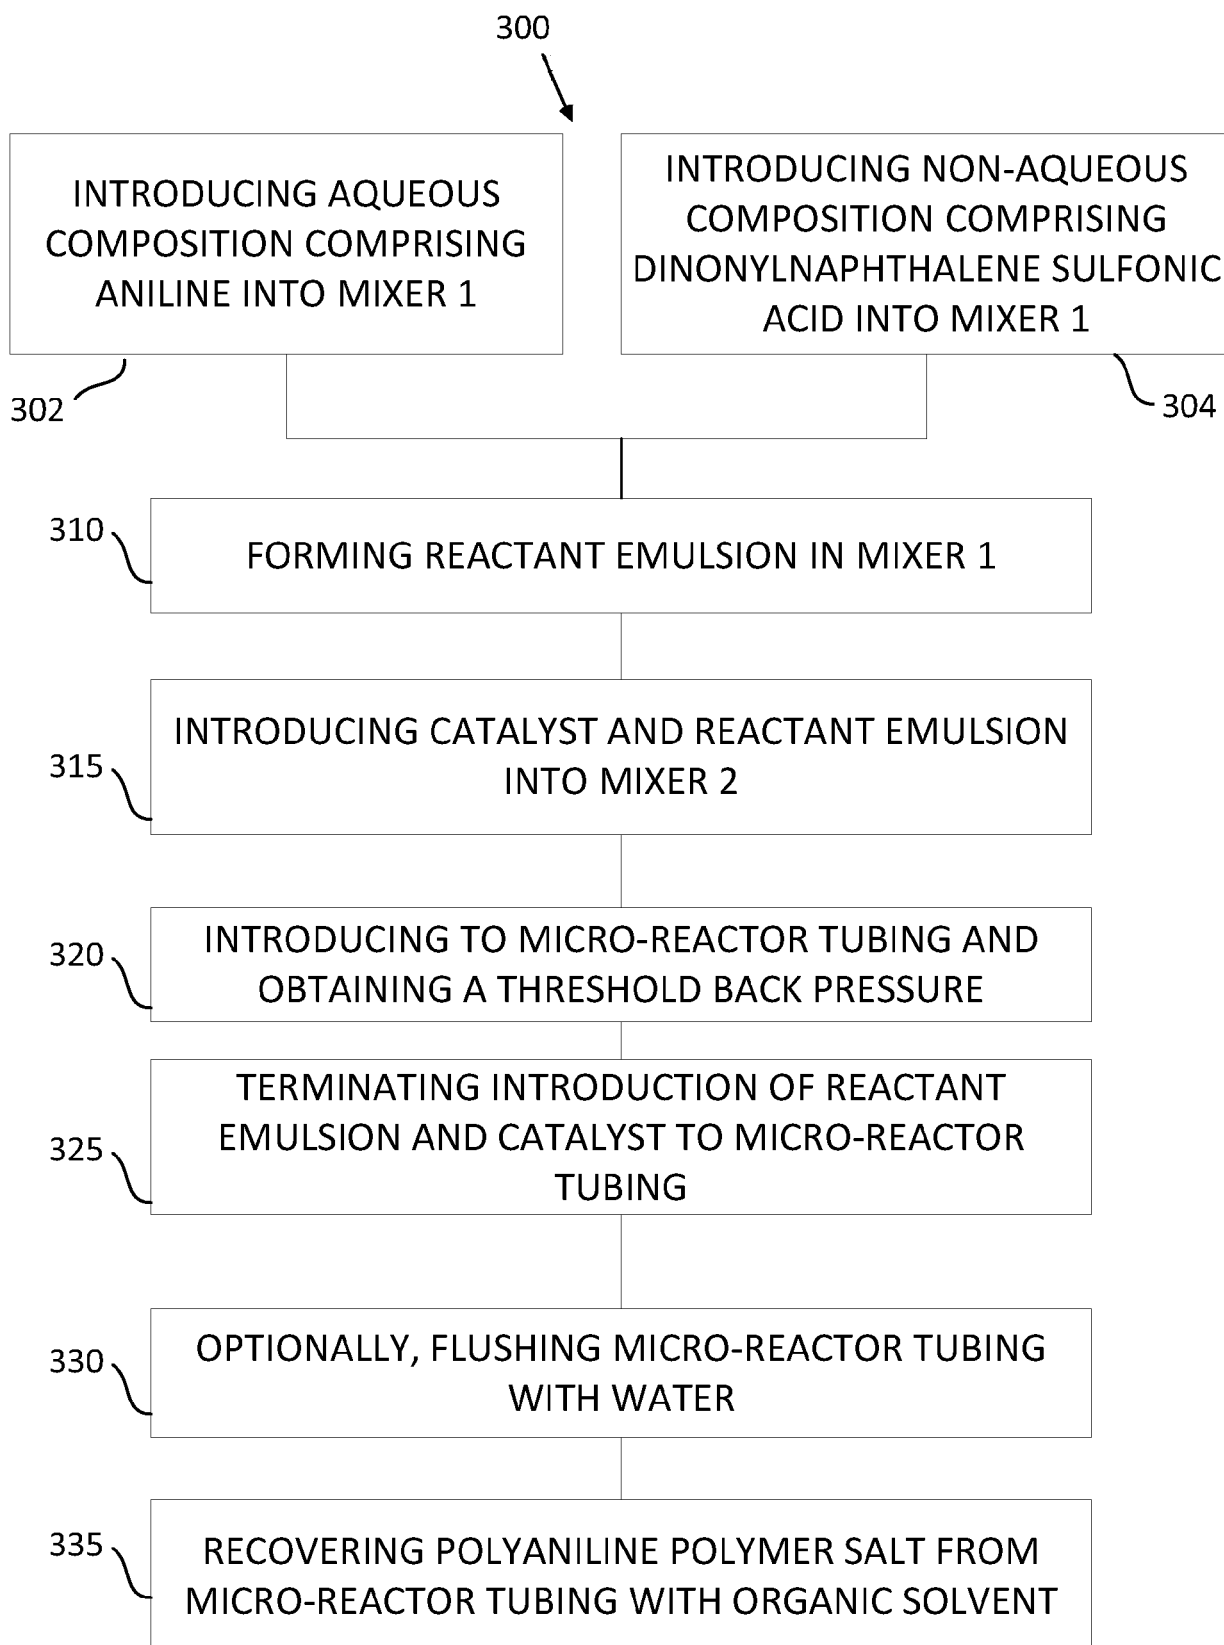 300
INTRODUCING AQUEOUS
COMPOSITION COMPRISING
ANILINE INTO MIXER 1
302
INTRODUCING NON-AQUEOUS
COMPOSITION COMPRISING
DINONYLNAPHTHALENE SULFONIC
ACID INTO MIXER 1
304
310
FORMING REACTANT EMULSION IN MIXER 1
315
INTRODUCING CATALYST AND REACTANT EMULSION
INTO MIXER 2
320
INTRODUCING TO MICRO-REACTOR TUBING AND
OBTAINING A THRESHOLD BACK PRESSURE
325
TERMINATING INTRODUCTION OF REACTANT
EMULSION AND CATALYST TO MICRO-REACTOR
TUBING
330
OPTIONALLY, FLUSHING MICRO-REACTOR TUBING
WITH WATER
335
RECOVERING POLYANILINE POLYMER SALT FROM
MICRO-REACTOR TUBING WITH ORGANIC SOLVENT